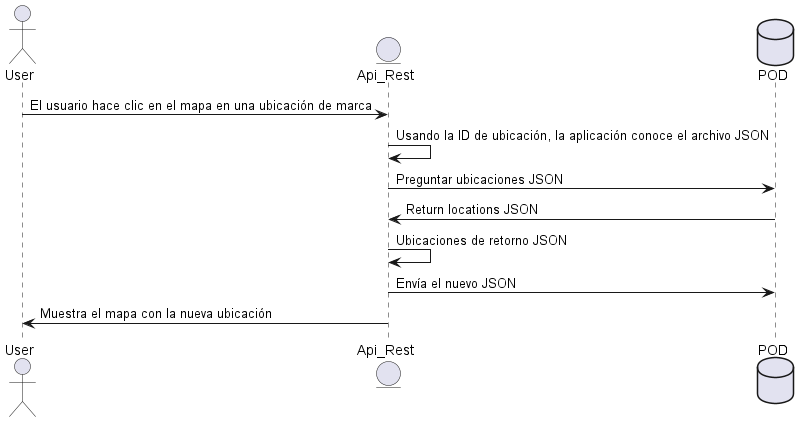 User
Api_Rest
POD
El usuario hace clic en el mapa en una ubicación de marca
Usando la ID de ubicación, la aplicación conoce el archivo JSON
Preguntar ubicaciones JSON
Return locations JSON
Ubicaciones de retorno JSON
Envía el nuevo JSON
Muestra el mapa con la nueva ubicación
User
Api_Rest
POD